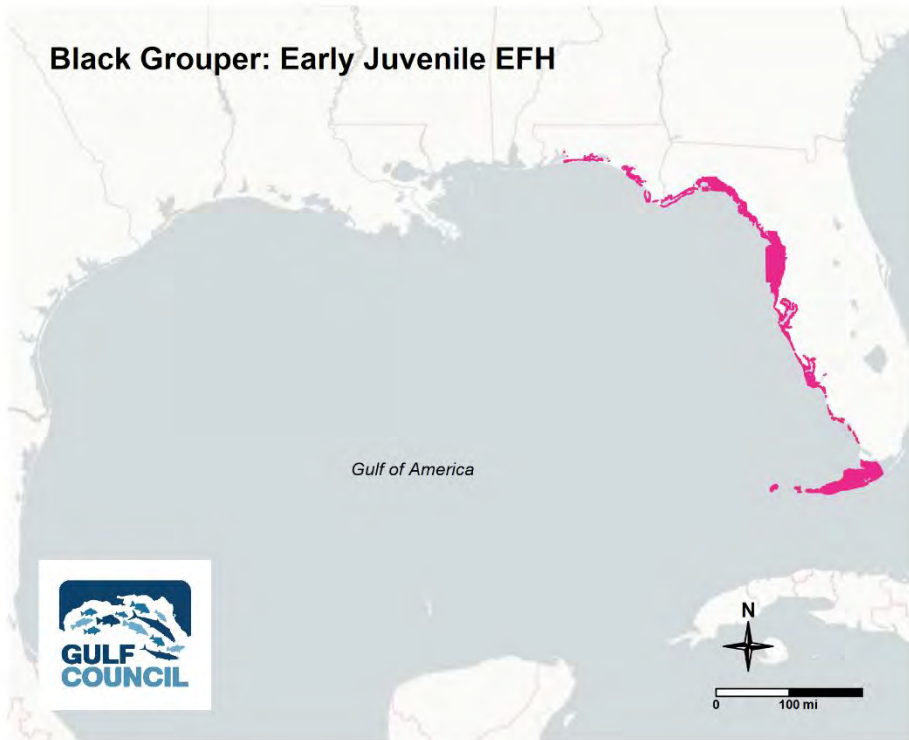 Black Grouper: Early Juvenile EFH
Gulf of America
GULF
COUNCIL
N
0 100 mi